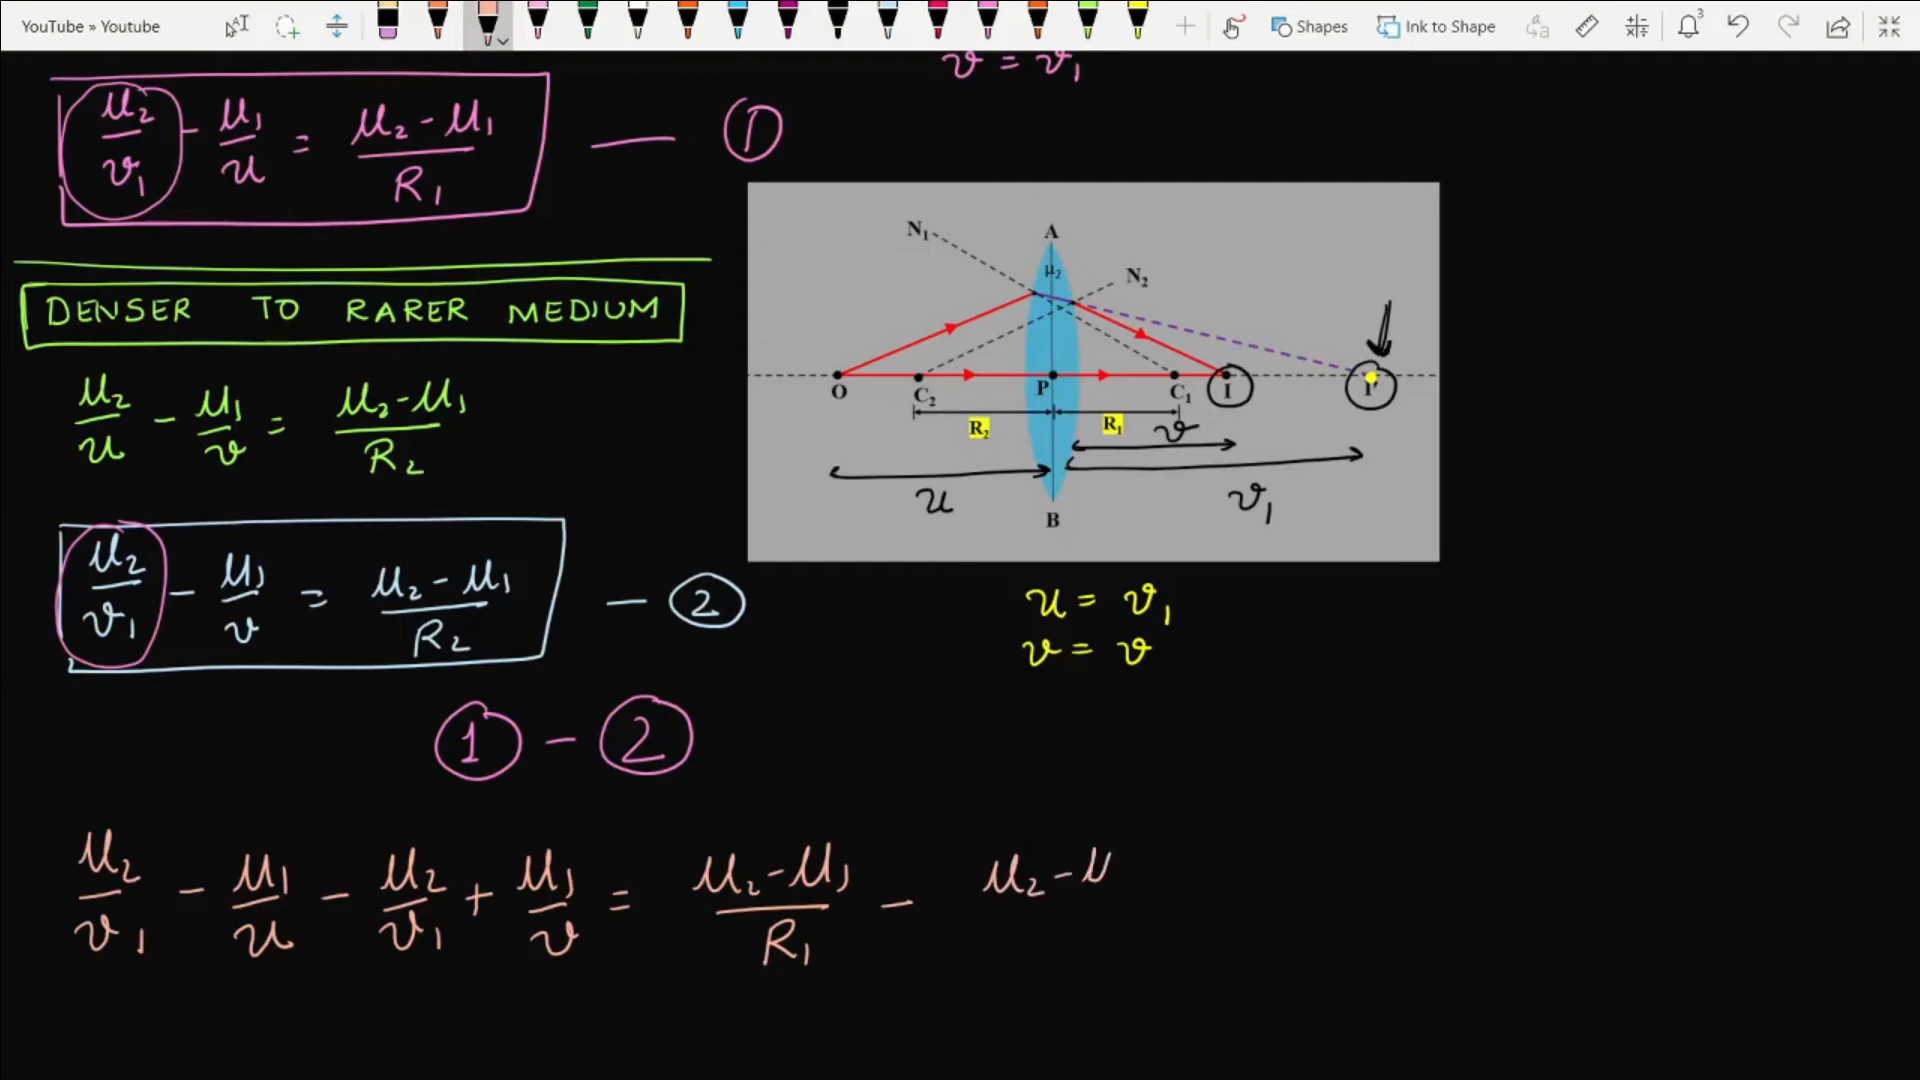 YouTube » Youtube
Shapes
Ink to Shape
3
v = v₁
μ₂/v₁ - μ₁/u = (μ₂ - μ₁)/R₁ — ①
DENSER TO RARER MEDIUM
μ₂/u - μ₁/v = (μ₂ - μ₁)/R₂
μ₂/v₁ - μ₁/v = (μ₂ - μ₁)/R₂ - ②
① - ②
μ₂/v₁ - μ₁/u - μ₂/v₁ + μ₁/v = (μ₂ - μ₁)/R₁ - μ₂ - μ
N₁
A
μ₂
N₂
O
C₂
P
C₁
I
I'
R₂
R₁
v
u
v₁
B
u = v₁
v = v